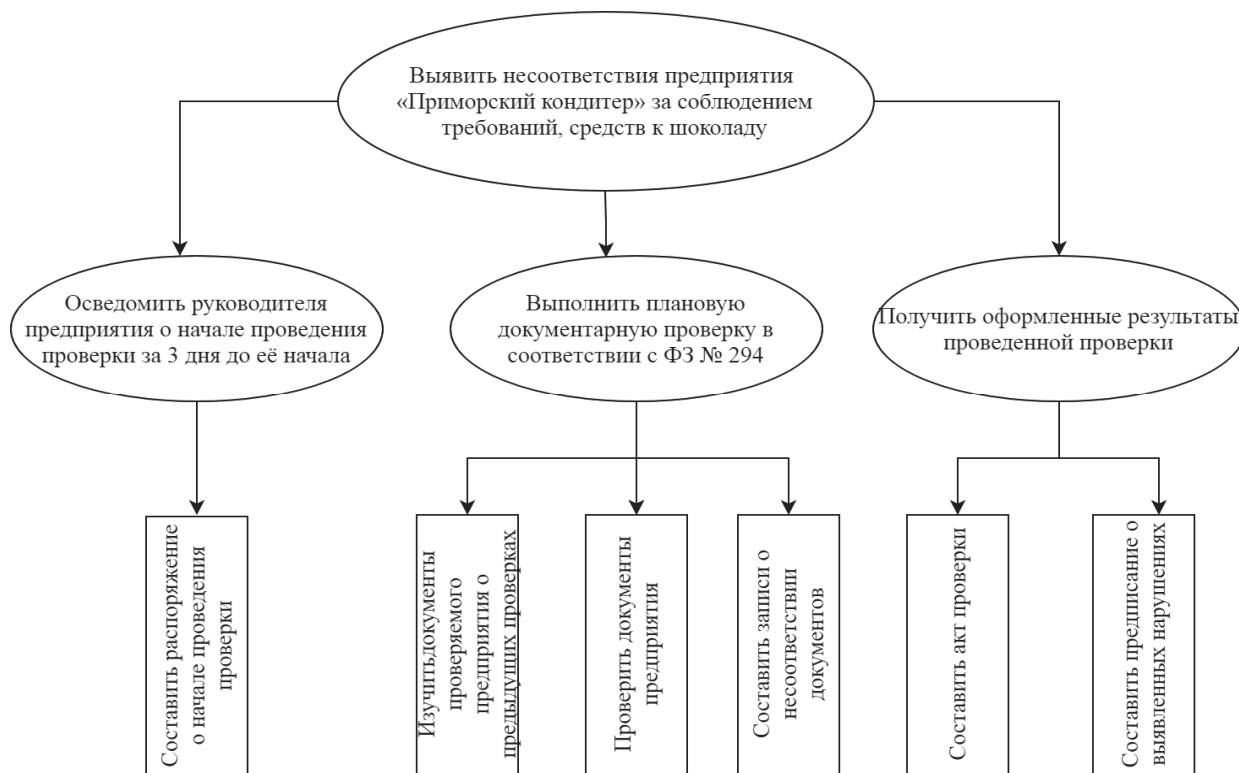 Выявить несоответствия предприятия
«Приморский кондитер» за соблюдением
требований, средств к шоколаду
Осведомить руководителя
предприятия о начале проведения
проверки за 3 дня до её начала
Выполнить плановую
документарную проверку в
соответствии с ФЗ № 294
Получить оформленные результаты
проведенной проверки
Составить распоряжение
о начале проведения
проверки
Изучитьдокументы
проверяемого
предприятия о
предыдущих проверках
Проверить документы
предприятия
Составить записи о
несоответствии
документов
Составить акт проверки
Составить предписание о
выявленных нарушениях